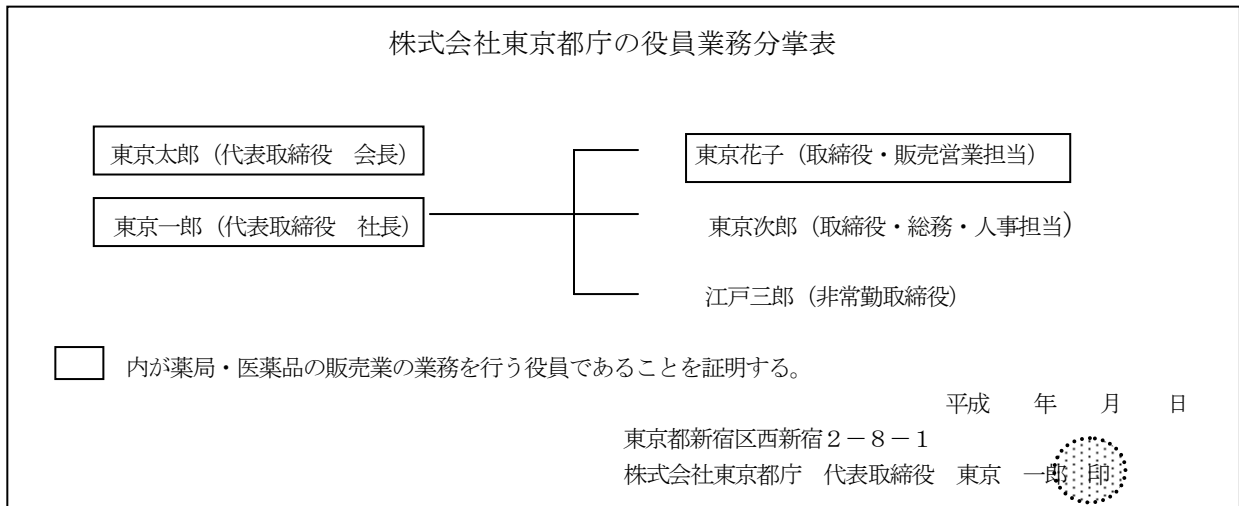 株式会社東京都庁の役員業務分掌表
東京太郎（代表取締役　会長）
東京一郎（代表取締役　社長）
東京花子（取締役・販売営業担当）
東京次郎（取締役・総務・人事担当）
江戸三郎（非常勤取締役）
内が薬局・医薬品の販売業の業務を行う役員であることを証明する。
平成　　年　　月　　日
東京都新宿区西新宿２－８－１
株式会社東京都庁　代表取締役　東京　一郎　印